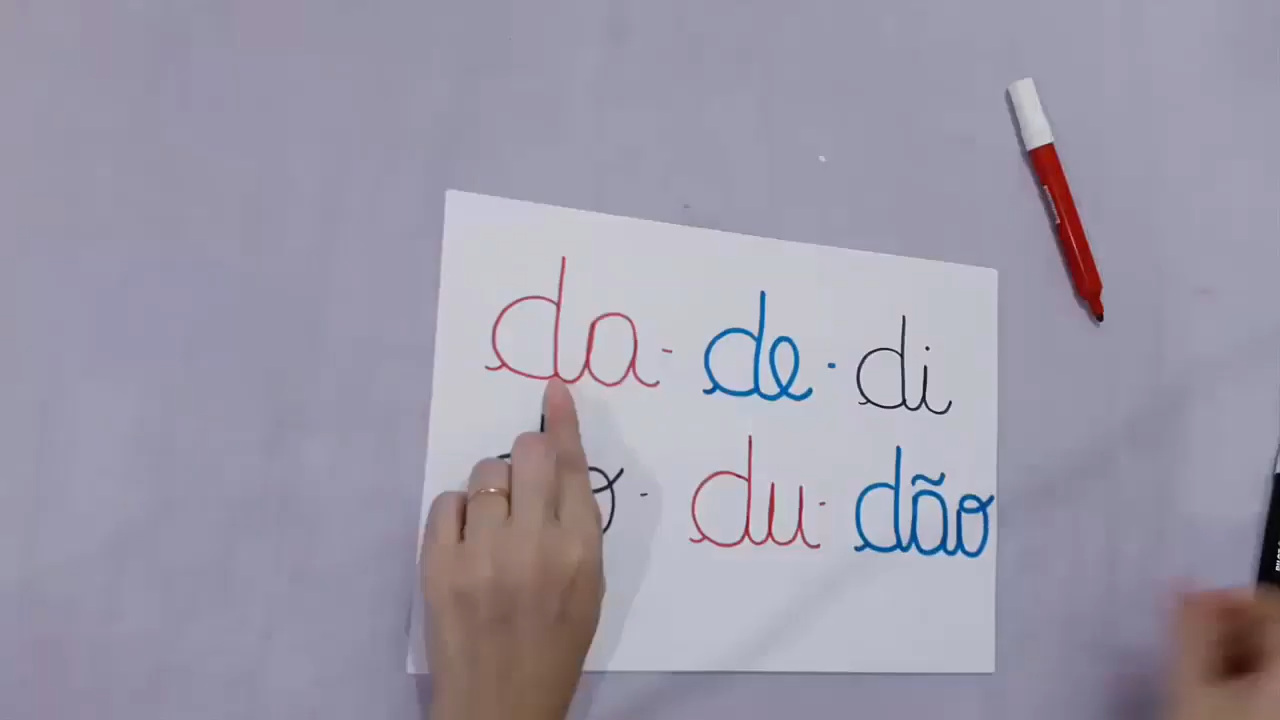 da - de - di
- du - dão